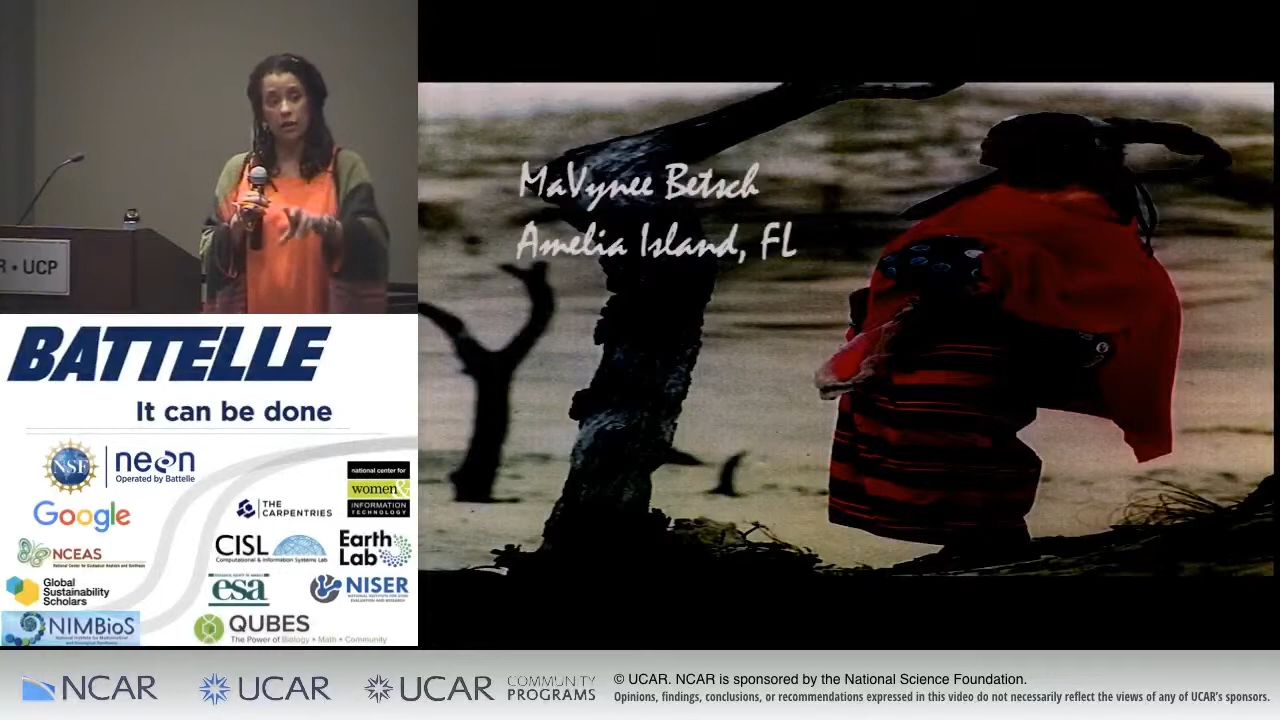 R • UCP
MaVynee Betsch
Amelia Island, FL
BATTELLE
It can be done
NSF
neon
Operated by Battelle
national center for
women&
INFORMATION
TECHNOLOGY
Google
THE
CARPENTRIES
NCEAS
CISL
Computational & Information Systems Lab
Earth
Lab
Global
Sustainability
Scholars
esa
NISER
NIMBioS
QUBES
The Power of Biology • Math • Community
NCAR
UCAR
UCAR
COMMUNITY
PROGRAMS
© UCAR. NCAR is sponsored by the National Science Foundation.
Opinions, findings, conclusions, or recommendations expressed in this video do not necessarily reflect the views of any of UCAR's sponsors.